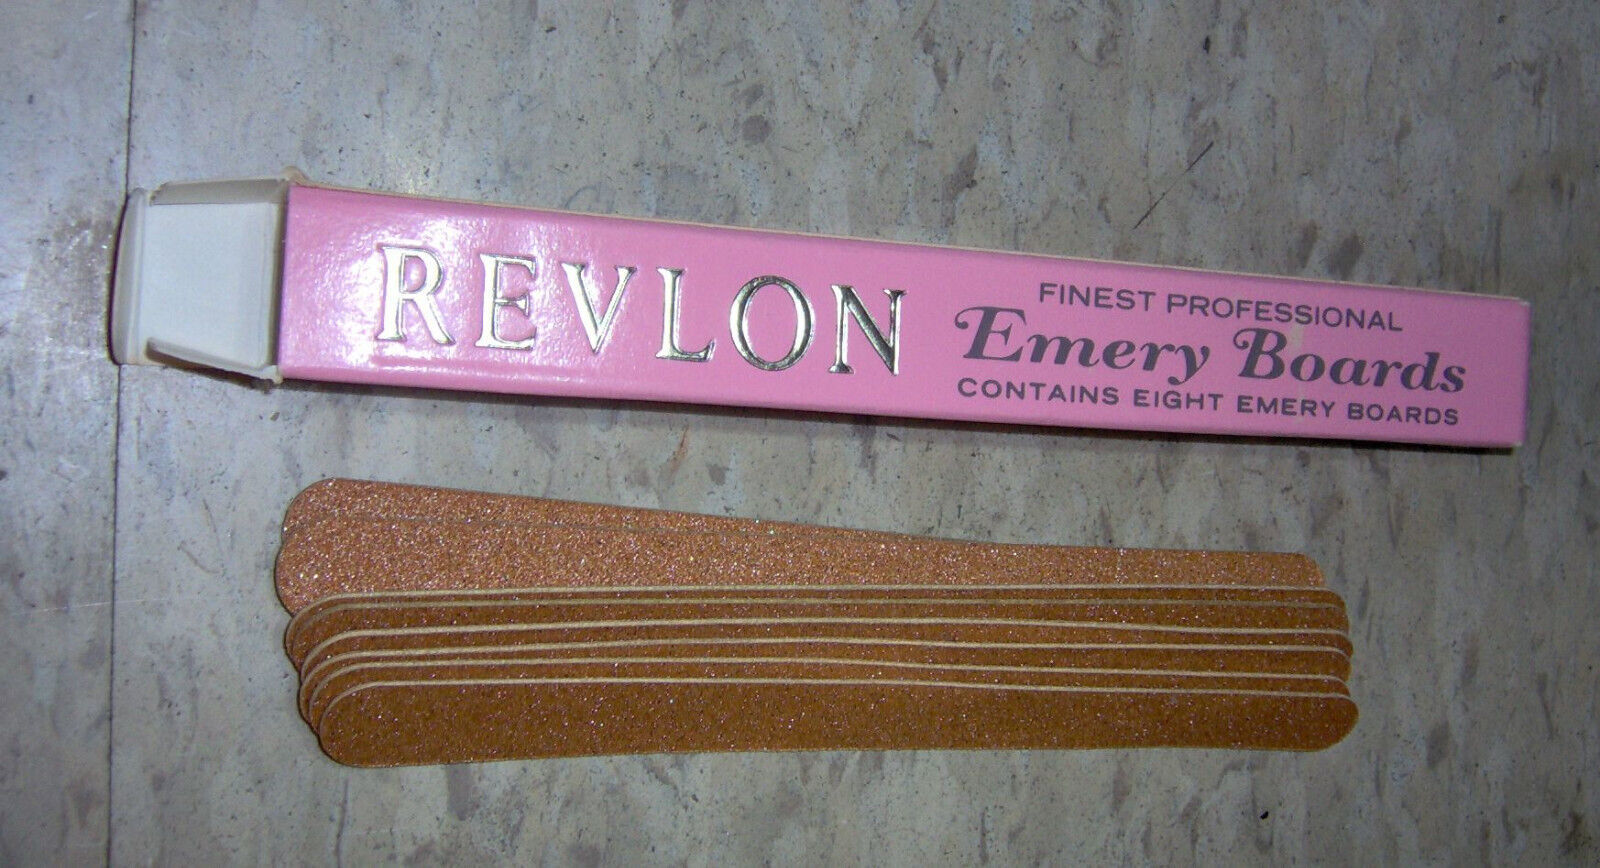 REVLON
FINEST PROFESSIONAL
Emery Boards
CONTAINS EIGHT EMERY BOARDS